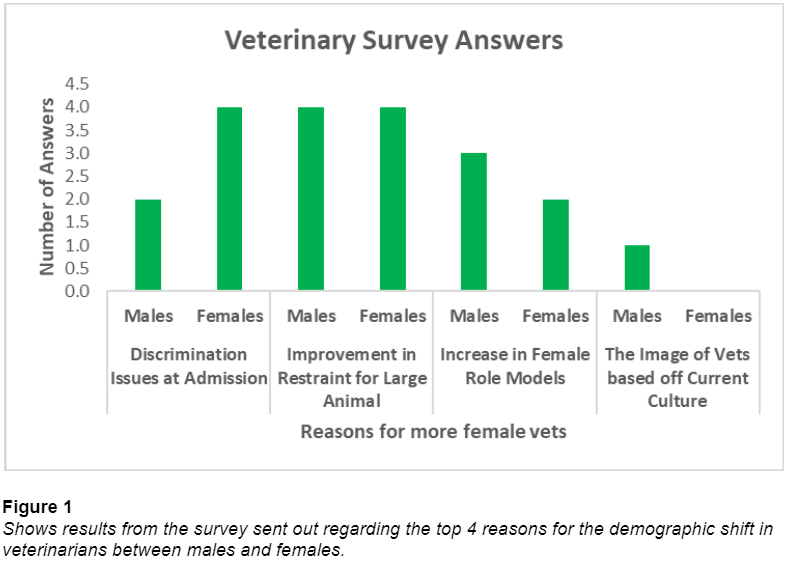 Veterinary Survey Answers
Number of Answers
4.5
4.0
3.5
3.0
2.5
2.0
1.5
1.0
0.5
0.0
Males Females Males Females Males Females Males Females
Discrimination
Issues at Admission
Improvement in
Restraint for Large
Animal
Increase in Female
Role Models
The Image of Vets
based off Current
Culture
Reasons for more female vets
Figure 1
Shows results from the survey sent out regarding the top 4 reasons for the demographic shift in
veterinarians between males and females.